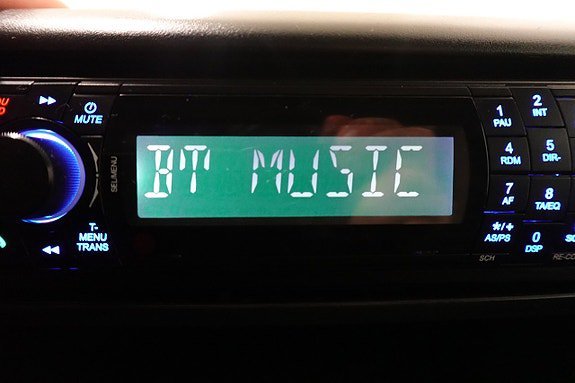 MUTE
SEL/MENU
BT MUSIC
T-
MENU
TRANS
1
PAU
2
INT
4
RDM
5
DIR-
7
AF
8
TA/EQ
*/+
AS/PS
0
DSP
SCH